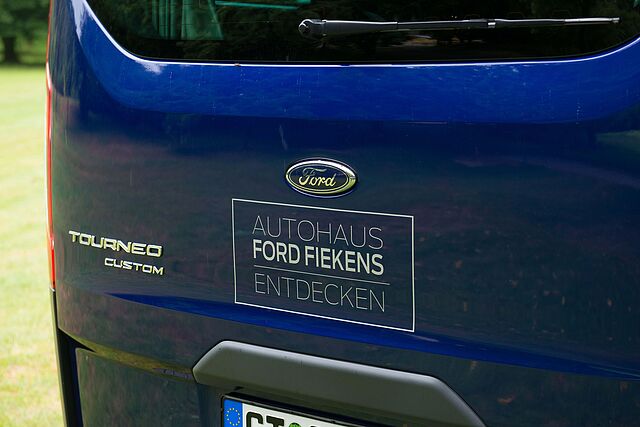 Ford
AUTOHAUS
FORD FIEKENS
ENTDECKEN
TOURNEO
CUSTOM